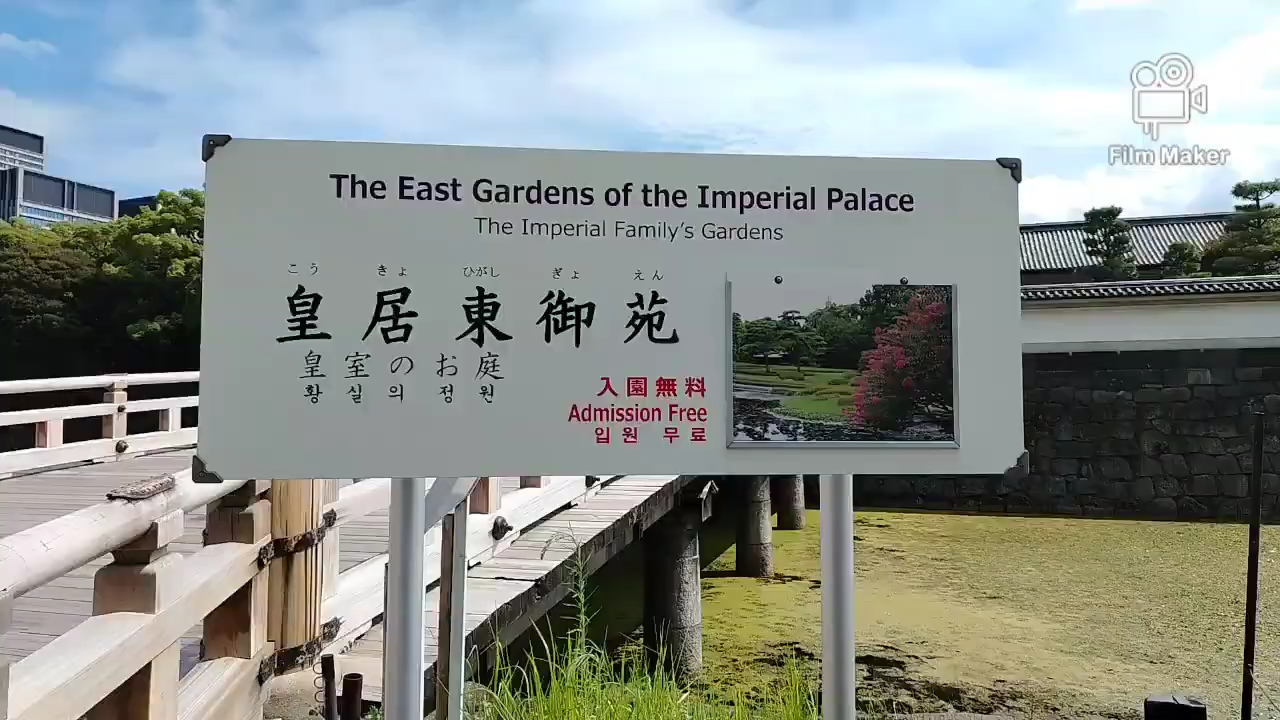 The East Gardens of the Imperial Palace
The Imperial Family's Gardens
こう きょ ひがし ぎょ えん
皇居東御苑
皇室のお庭
황실의 정원
入園無料
Admission Free
입원 무료
Film Maker